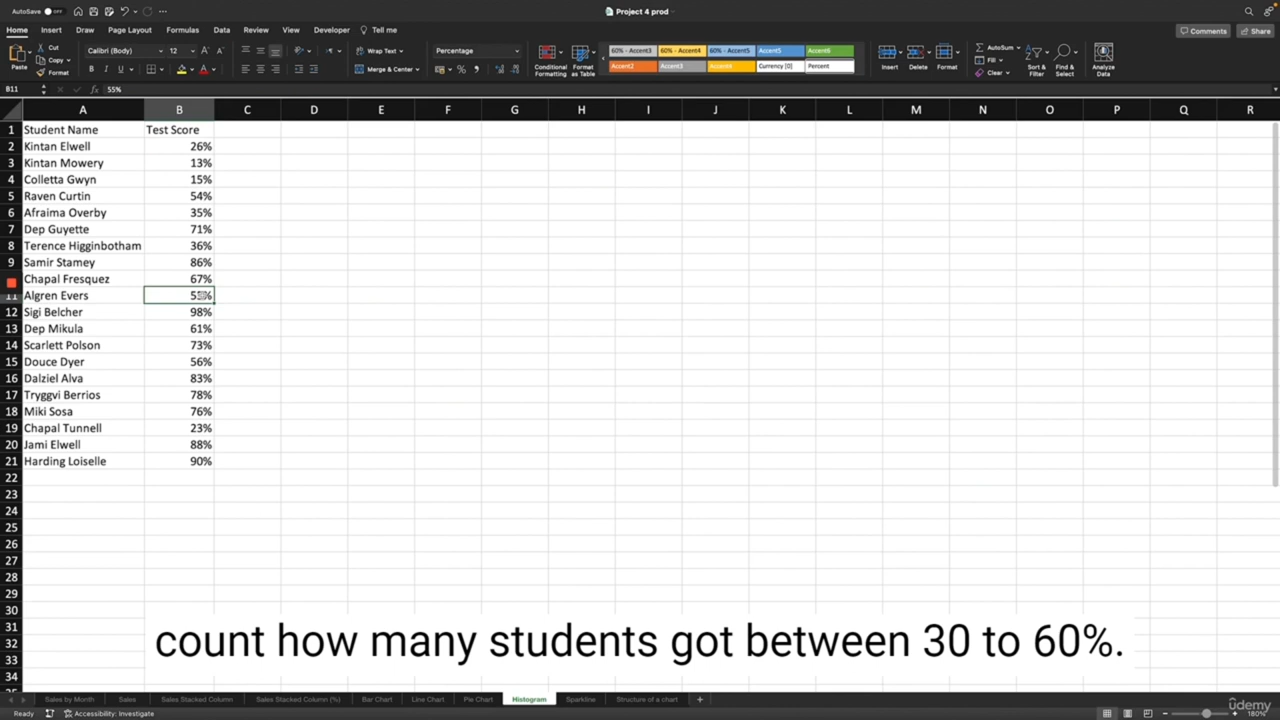 AutoSave OFF
Project 4 prod
Home Insert Draw Page Layout Formulas Data Review View Developer Tell me
Comments Share
Paste
Cut
Copy
Format
Calibri (Body) 12
B
Wrap Text
Merge & Center
Percentage
Conditional Formatting
Format as Table
60% - Accent3 60% - Accent4 60% - Accent5 Accent5 Accent6
Accent2 Accent3 Accent4 Currency [0] Percent
Insert Delete Format
AutoSum
Fill
Clear
Sort & Filter
Find & Select
Analyze Data
B11 fx 55%
A B C D E F G H I J K L M N O P Q R
1 Student Name Test Score
2 Kintan Elwell 26%
3 Kintan Mowery 13%
4 Colletta Gwyn 15%
5 Raven Curtin 54%
6 Afraima Overby 35%
7 Dep Guyette 71%
8 Terence Higginbotham 36%
9 Samir Stamey 86%
Chapal Fresquez 67%
11 Algren Evers 55%
12 Sigi Belcher 98%
13 Dep Mikula 61%
14 Scarlett Polson 73%
15 Douce Dyer 56%
16 Dalziel Alva 83%
17 Tryggvi Berrios 78%
18 Miki Sosa 76%
19 Chapal Tunnell 23%
20 Jami Elwell 88%
21 Harding Loiselle 90%
22
23
24
25
26
27
28
29
30
31
32
33
34
count how many students got between 30 to 60%.
Sales by Month Sales Sales Stacked Column Sales Stacked Column (%) Bar Chart Line Chart Pie Chart Histogram Sparkline Structure of a chart +
Ready Accessibility: Investigate
ûdemy
180%